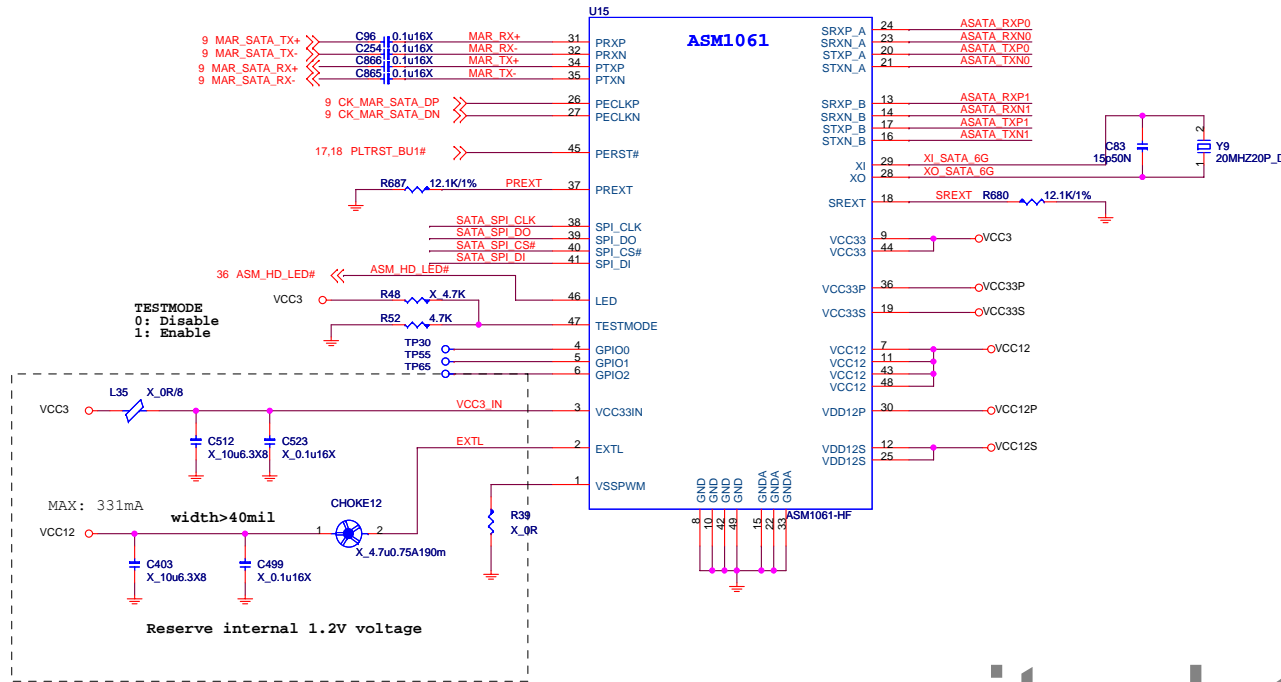 U15
ASM1061
9 MAR_SATA_TX+ C96 0.1u16X MAR_RX+ 31 PRXP
9 MAR_SATA_TX- C254 0.1u16X MAR_RX- 32 PRXN
9 MAR_SATA_RX+ C866 0.1u16X MAR_TX+ 34 PTXP
9 MAR_SATA_RX- C865 0.1u16X MAR_TX- 35 PTXN
9 CK_MAR_SATA_DP 26 PECLKP
9 CK_MAR_SATA_DN 27 PECLKN
17,18 PLTRST_BU1# 45 PERST#
R687 12.1K/1% PREXT 37 PREXT
SATA_SPI_CLK 38 SPI_CLK
SATA_SPI_DO 39 SPI_DO
SATA_SPI_CS# 40 SPI_CS#
SATA_SPI_DI 41 SPI_DI
36 ASM_HD_LED# ASM_HD_LED# 46 LED
VCC3 R48 X_4.7K
R52 4.7K 47 TESTMODE
TESTMODE
0: Disable
1: Enable
TP30 4 GPIO0
TP55 5 GPIO1
TP65 6 GPIO2
L35 X_0R/8
VCC3 VCC3_IN 3 VCC33IN
C512
X_10u6.3X8
C523
X_0.1u16X
EXTL 2 EXTL
1 VSSPWM
R39
X_0R
MAX: 331mA
VCC12 width>40mil 1 CHOKE12 2
X_4.7u0.75A190m
C403
X_10u6.3X8
C499
X_0.1u16X
Reserve internal 1.2V voltage
SRXP_A 24 ASATA_RXP0
SRXN_A 23 ASATA_RXN0
STXP_A 20 ASATA_TXP0
STXN_A 21 ASATA_TXN0
SRXP_B 13 ASATA_RXP1
SRXN_B 14 ASATA_RXN1
STXP_B 17 ASATA_TXP1
STXN_B 16 ASATA_TXN1
XI 29 XI_SATA_6G
XO 28 XO_SATA_6G
C83
15p50N
2 Y9
1 20MHZ20P_D
SREXT 18 SREXT R680 12.1K/1%
VCC33 9 VCC3
VCC33 44
VCC33P 36 VCC33P
VCC33S 19 VCC33S
VCC12 7 VCC12
VCC12 11
VCC12 43
VCC12 48
VDD12P 30 VCC12P
VDD12S 12 VCC12S
VDD12S 25
GND GND GND GND GNDA GNDA GNDA
8 10 42 49 15 22 33
ASM1061-HF